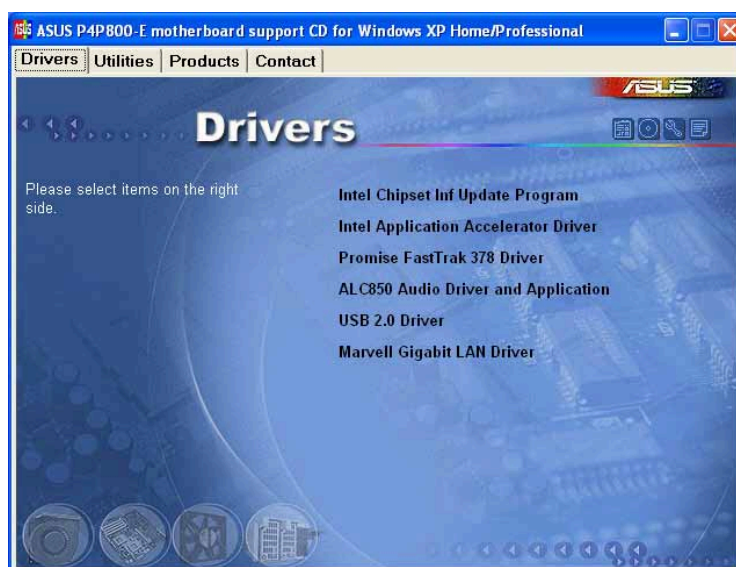 ASUS P4P800-E motherboard support CD for Windows XP Home/Professional
Drivers Utilities Products Contact
ASUS
Drivers
Please select items on the right
side.
Intel Chipset Inf Update Program
Intel Application Accelerator Driver
Promise FastTrak 378 Driver
ALC850 Audio Driver and Application
USB 2.0 Driver
Marvell Gigabit LAN Driver